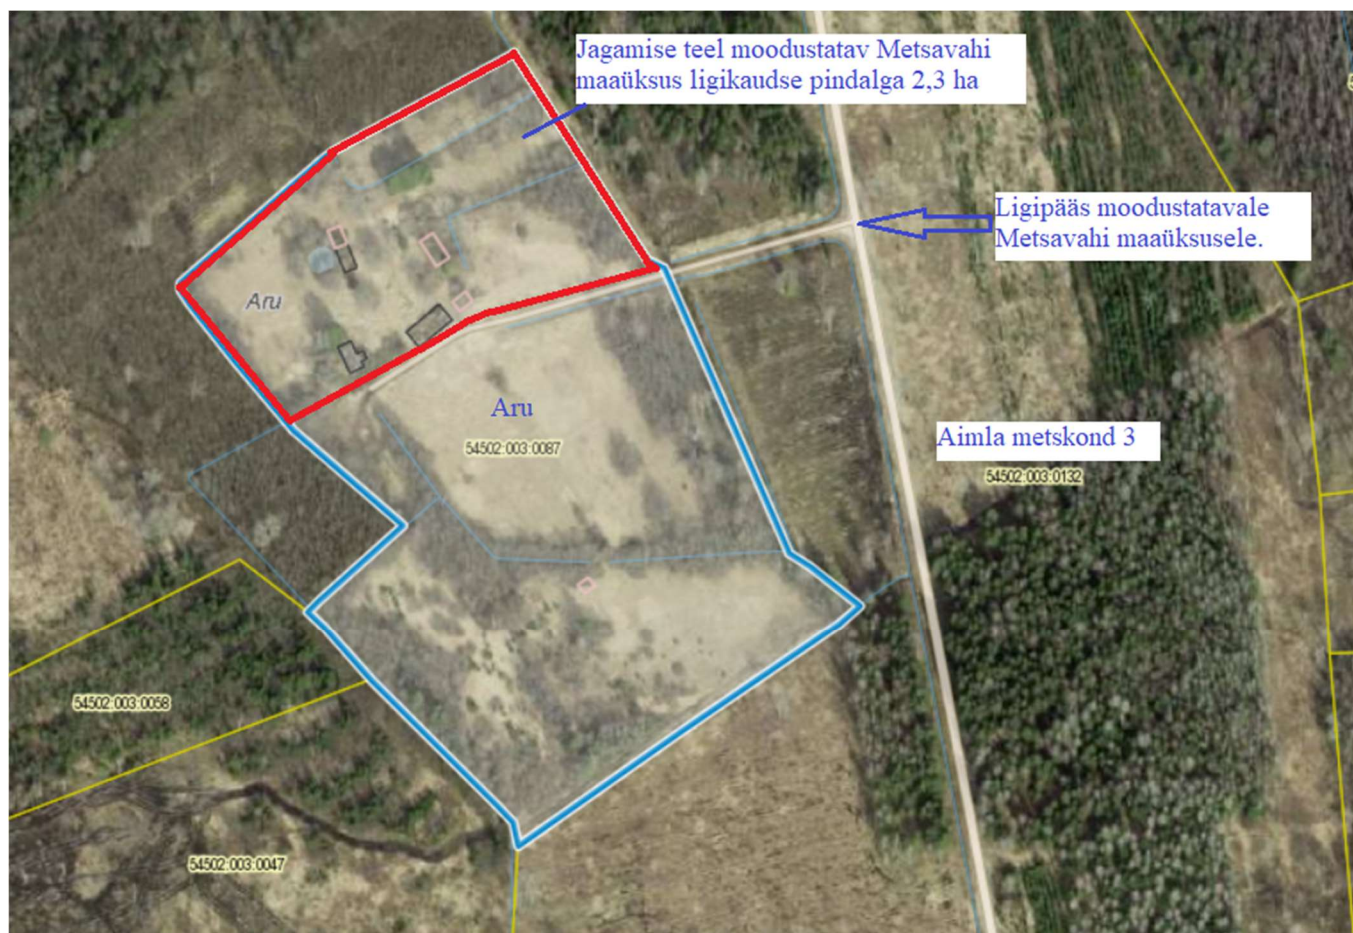 Jagamise teel moodustatav Metsavahi
maaüksus ligikaudse pindalga 2,3 ha
Ligipääs moodustatavale
Metsavahi maaüksusele.
Aru
Aru
54502:003:0087
Aimla metskond 3
54502:003:0132
54502:003:0058
54502:003:0047